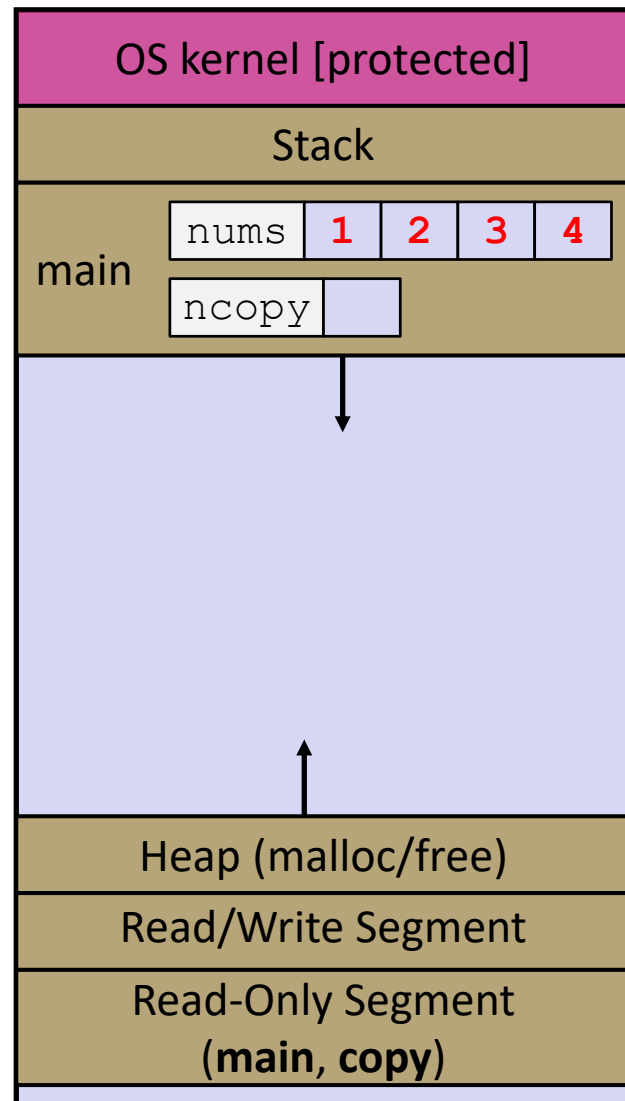 OS kernel [protected]
Stack
main
nums 1 2 3 4
ncopy
Heap (malloc/free)
Read/Write Segment
Read-Only Segment
(main, copy)